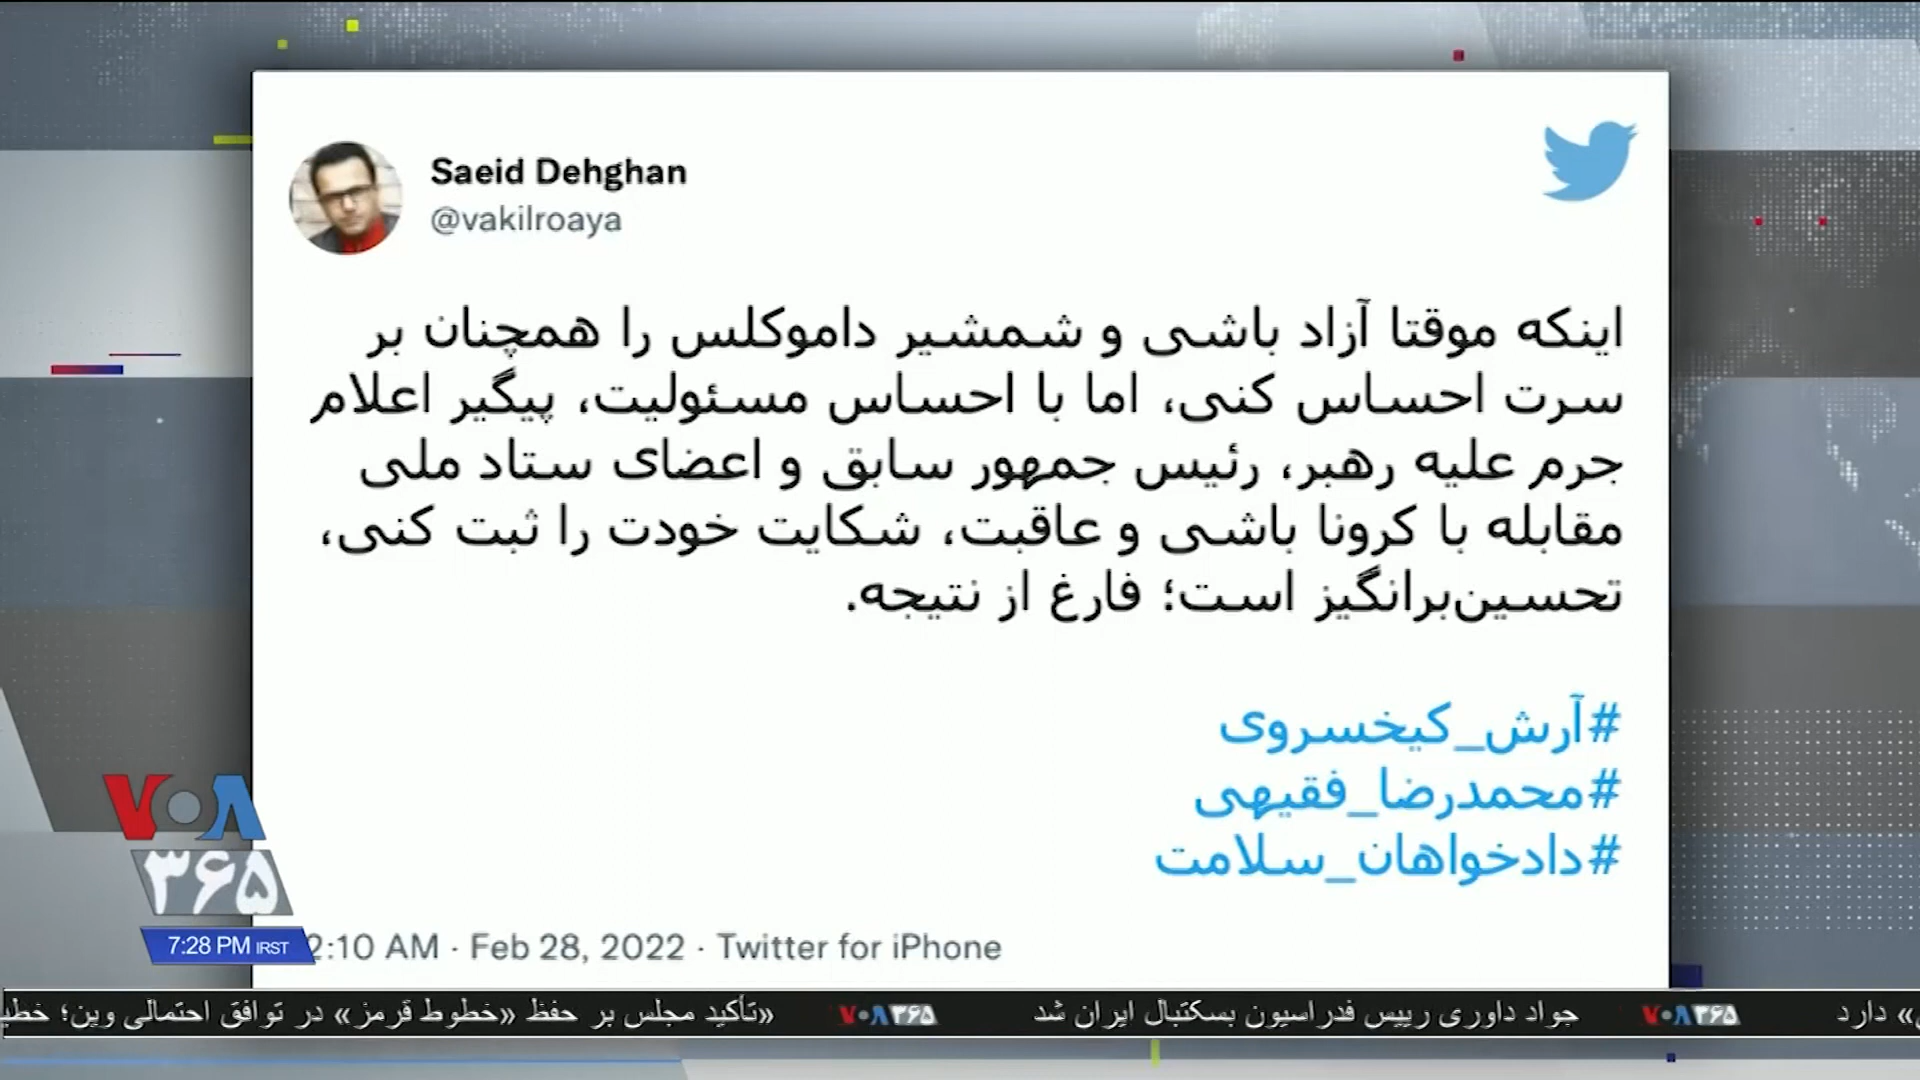 Saeid Dehghan
@vakilroaya
اینکه موقتا آزاد باشی و شمشیر داموکلس را همچنان بر
سرت احساس کنی، اما با احساس مسئولیت، پیگیر اعلام
جرم علیه رهبر، رئیس جمهور سابق و اعضای ستاد ملی
مقابله با کرونا باشی و عاقبت، شکایت خودت را ثبت کنی،
تحسین‌برانگیز است؛ فارغ از نتیجه.
#آرش_کیخسروی
#محمدرضا_فقیهی
#دادخواهان_سلامت
2:10 AM · Feb 28, 2022 · Twitter for iPhone
VOA
۳۶۵
7:28 PM IRST
» دارد VOA۳۶۵ جواد داوری رییس فدراسیون بسکتبال ایران شد VOA۳۶۵ «تأکید مجلس بر حفظ «خطوط قرمز» در توافق احتمالی وین؛